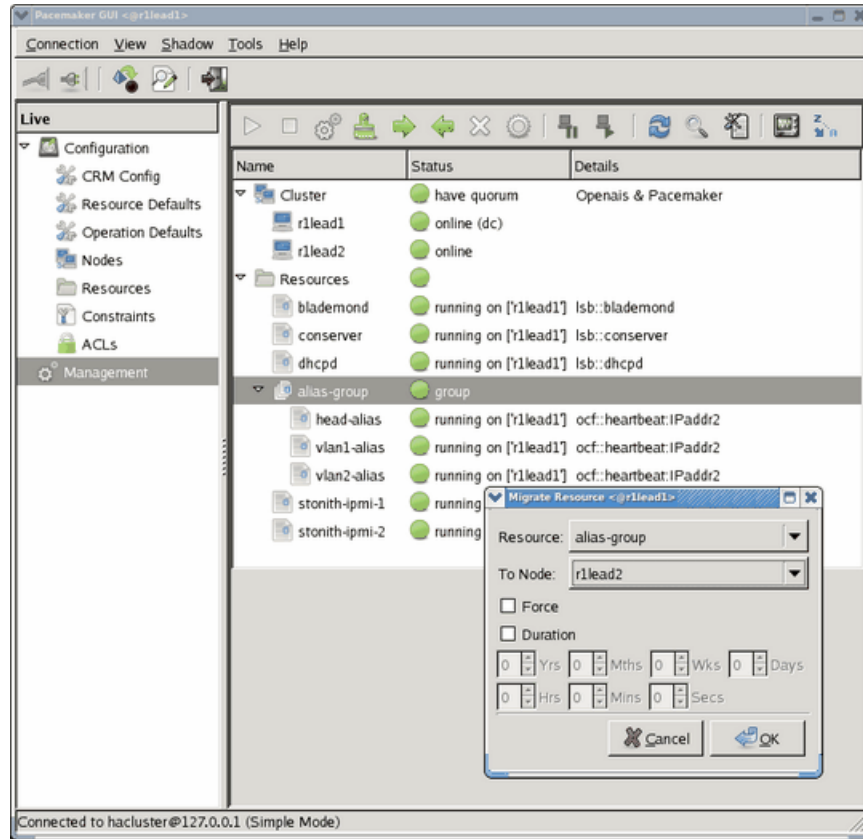 Pacemaker GUI <@r1lead1>
Connection View Shadow Tools Help
Live
Configuration
CRM Config
Resource Defaults
Operation Defaults
Nodes
Resources
Constraints
ACLs
Management
Name Status Details
Cluster have quorum Openais & Pacemaker
r1lead1 online (dc)
r1lead2 online
Resources
blademond running on ['r1lead1'] lsb::blademond
conserver running on ['r1lead1'] lsb::conserver
dhcpd running on ['r1lead1'] lsb::dhcpd
alias-group group
head-alias running on ['r1lead1'] ocf::heartbeat:IPaddr2
vlan1-alias running on ['r1lead1'] ocf::heartbeat:IPaddr2
vlan2-alias running on ['r1lead1'] ocf::heartbeat:IPaddr2
stonith-ipmi-1 running
stonith-ipmi-2 running
Migrate Resource <@r1lead1>
Resource: alias-group
To Node: r1lead2
Force
Duration
0 Yrs 0 Mths 0 Wks 0 Days
0 Hrs 0 Mins 0 Secs
Cancel OK
Connected to hacluster@127.0.0.1 (Simple Mode)